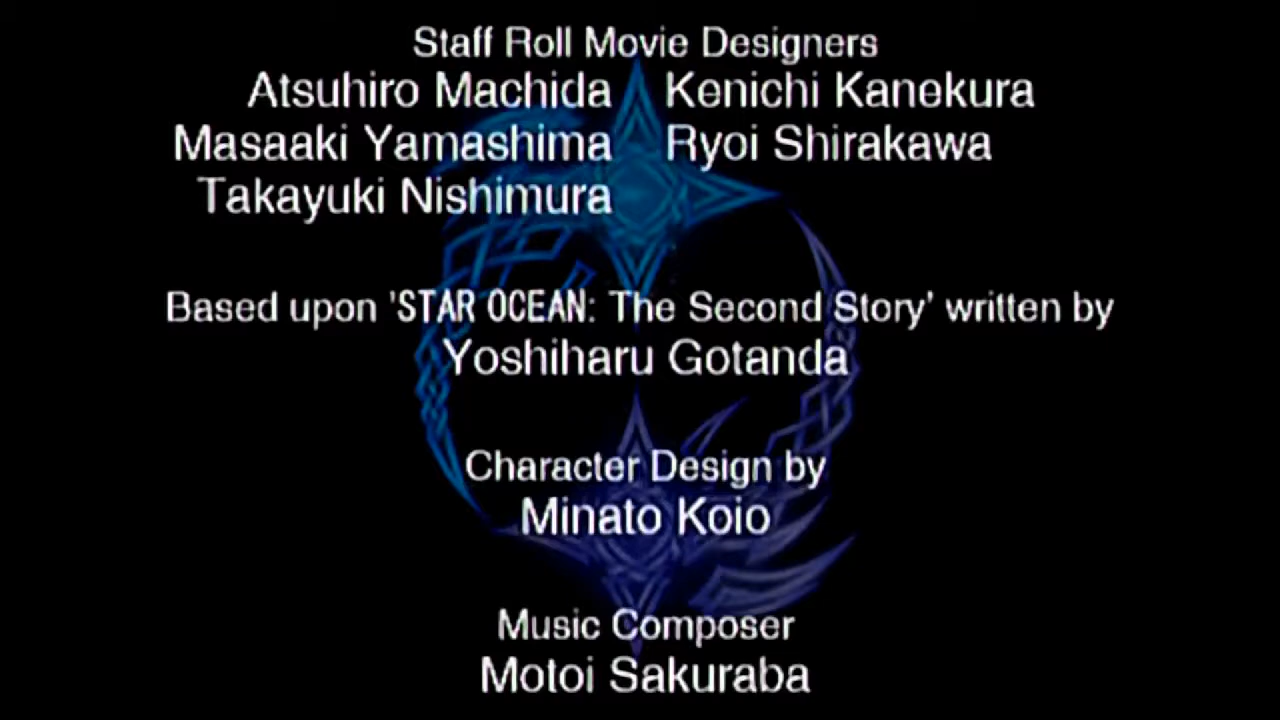 Staff Roll Movie Designers
Atsuhiro Machida Kenichi Kanekura
Masaaki Yamashima Ryoi Shirakawa
Takayuki Nishimura
Based upon 'STAR OCEAN: The Second Story' written by
Yoshiharu Gotanda
Character Design by
Minato Koio
Music Composer
Motoi Sakuraba